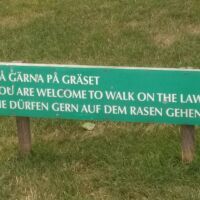 Å GÄRNA PÅ GRÄSET
OU ARE WELCOME TO WALK ON THE LAW
IE DÜRFEN GERN AUF DEM RASEN GEHEN